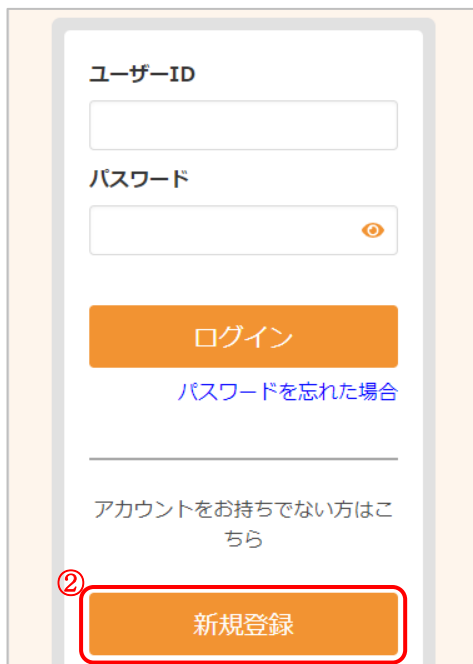 ユーザーID
パスワード
ログイン
パスワードを忘れた場合
アカウントをお持ちでない方はこ
ちら
②
新規登録